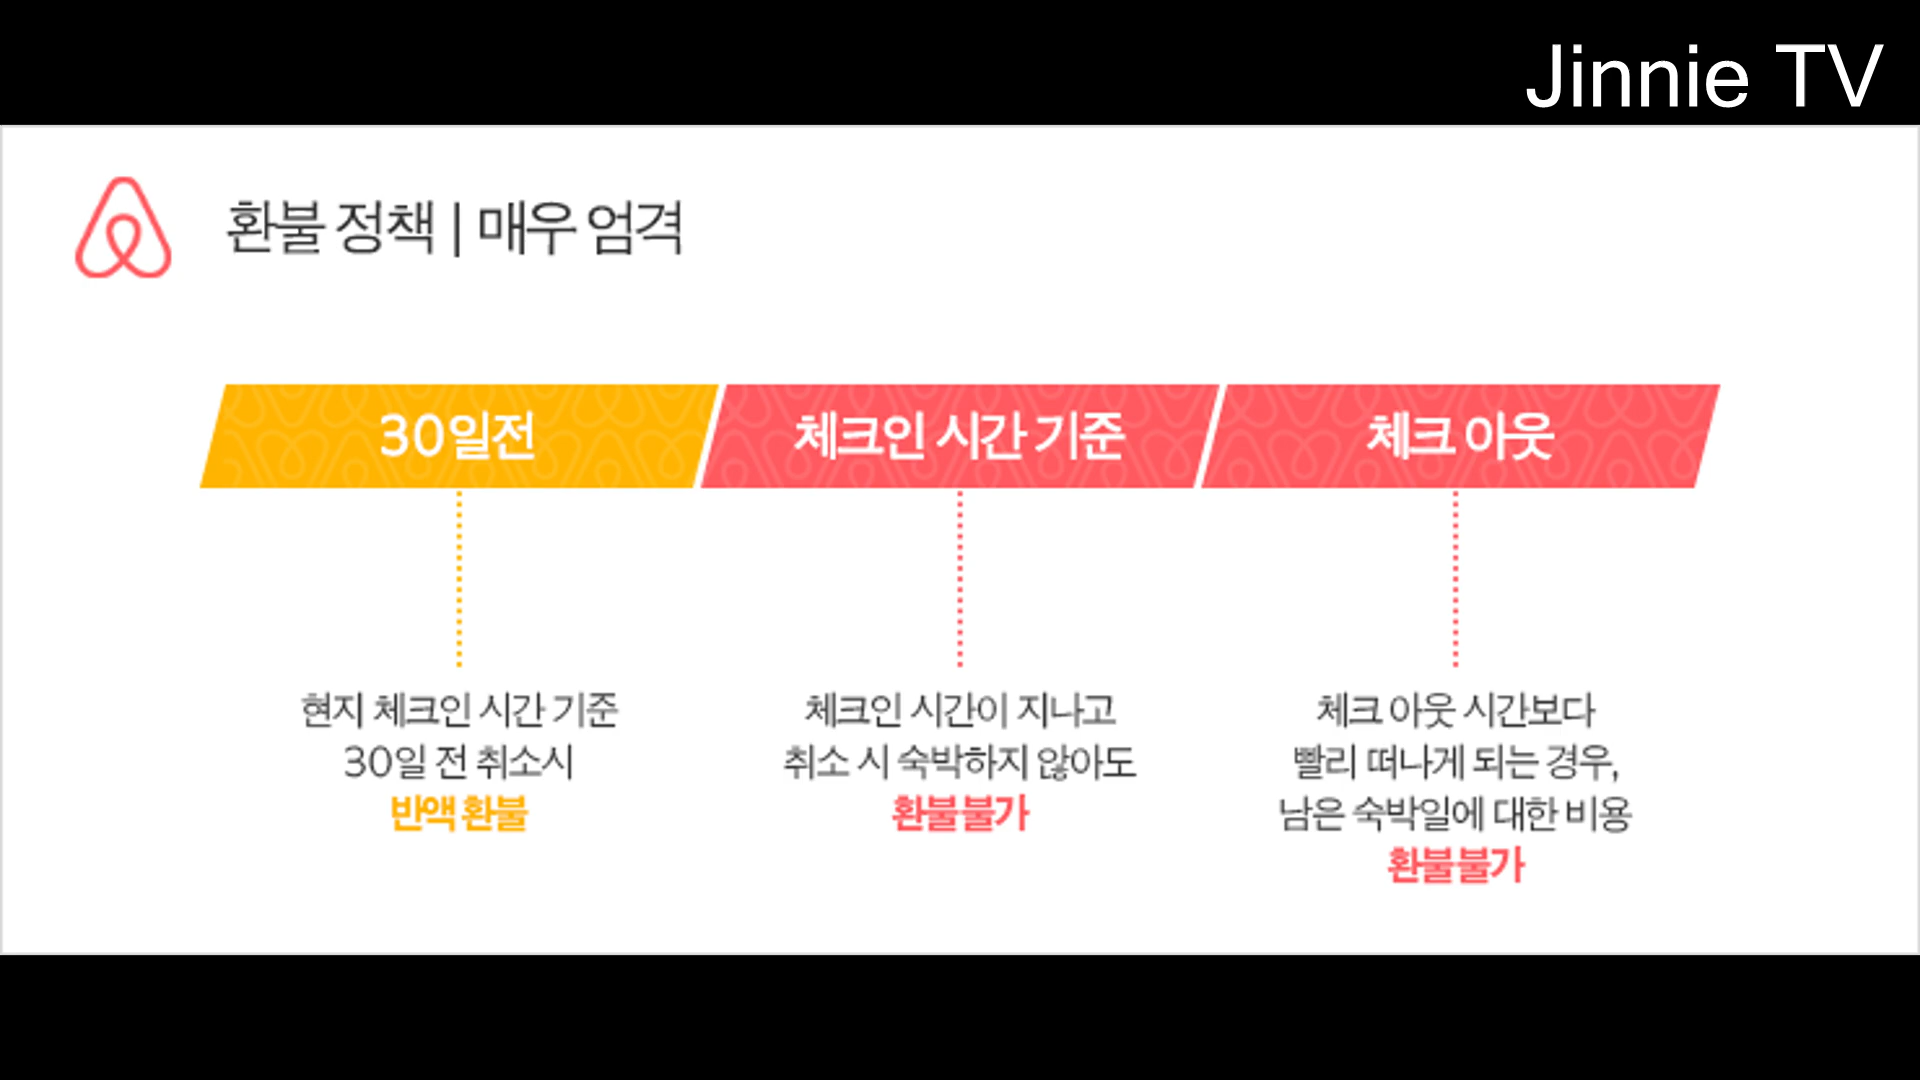 Jinnie TV
환불 정책 | 매우 엄격
30일전
체크인 시간 기준
체크 아웃
현지 체크인 시간 기준
30일 전 취소시
반액 환불
체크인 시간이 지나고
취소 시 숙박하지 않아도
환불불가
체크 아웃 시간보다
빨리 떠나게 되는 경우,
남은 숙박일에 대한 비용
환불불가